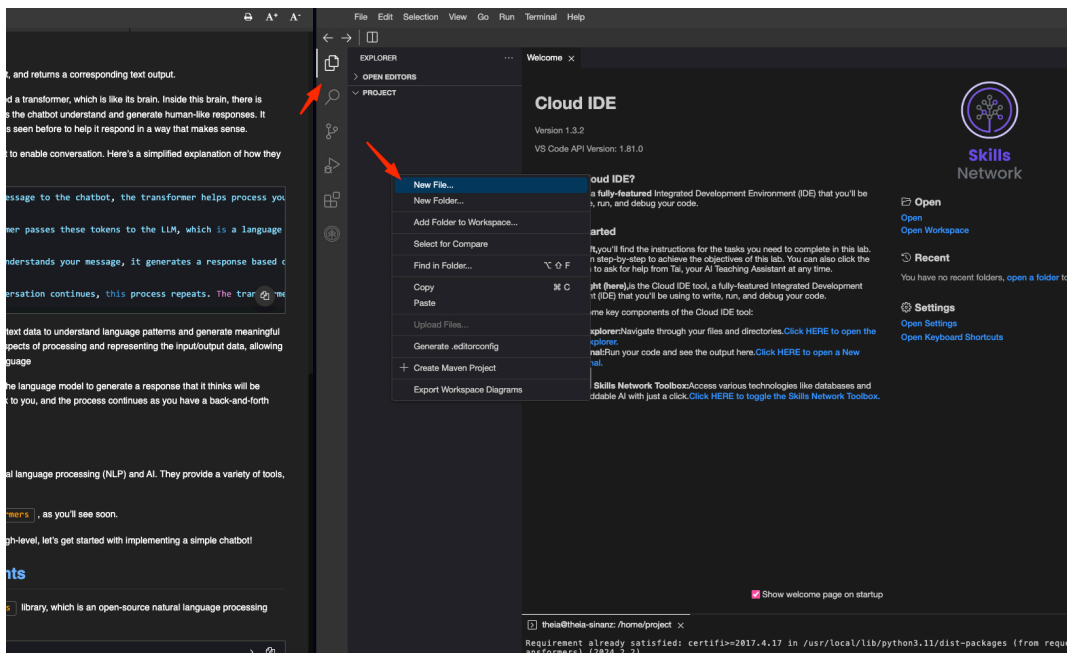 A+ A-
t, and returns a corresponding text output.
ed a transformer, which is like its brain. Inside this brain, there is
s the chatbot understand and generate human-like responses. It
s seen before to help it respond in a way that makes sense.
t to enable conversation. Here's a simplified explanation of how they
essage to the chatbot, the transformer helps process you
mer passes these tokens to the LLM, which is a language
nderstands your message, it generates a response based o
ersation continues, this process repeats. The tran
text data to understand language patterns and generate meaningful
spects of processing and representing the input/output data, allowing
guage
he language model to generate a response that it thinks will be
to you, and the process continues as you have a back-and-forth
al language processing (NLP) and AI. They provide a variety of tools,
rmers , as you'll see soon.
gh-level, let's get started with implementing a simple chatbot!
nts
s library, which is an open-source natural language processing
File Edit Selection View Go Run Terminal Help
EXPLORER ...
OPEN EDITORS
PROJECT
New File...
New Folder...
Add Folder to Workspace...
Select for Compare
Find in Folder... ⌥⇧F
Copy ⌘C
Paste
Upload Files...
Generate .editorconfig
Create Maven Project
Export Workspace Diagrams
Welcome
Cloud IDE
Version 1.3.2
VS Code API Version: 1.81.0
oud IDE?
a fully-featured Integrated Development Environment (IDE) that you'll be
e, run, and debug your code.
arted
ft,you'll find the instructions for the tasks you need to complete in this lab.
n step-by-step to achieve the objectives of this lab. You can also click the
to ask for help from Tai, your AI Teaching Assistant at any time.
ght (here),is the Cloud IDE tool, a fully-featured Integrated Development
nt (IDE) that you'll be using to write, run, and debug your code.
me key components of the Cloud IDE tool:
xplorer:Navigate through your files and directories.Click HERE to open the
xplorer.
nal:Run your code and see the output here.Click HERE to open a New
nal.
Skills Network Toolbox:Access various technologies like databases and
ddable AI with just a click.Click HERE to toggle the Skills Network Toolbox.
Skills
Network
Open
Open
Open Workspace
Recent
You have no recent folders, open a folder to
Settings
Open Settings
Open Keyboard Shortcuts
Show welcome page on startup
theia@theia-sinanz: /home/project
Requirement already satisfied: certifi>=2017.4.17 in /usr/local/lib/python3.11/dist-packages (from requ
ansformers) (2024.2.2)